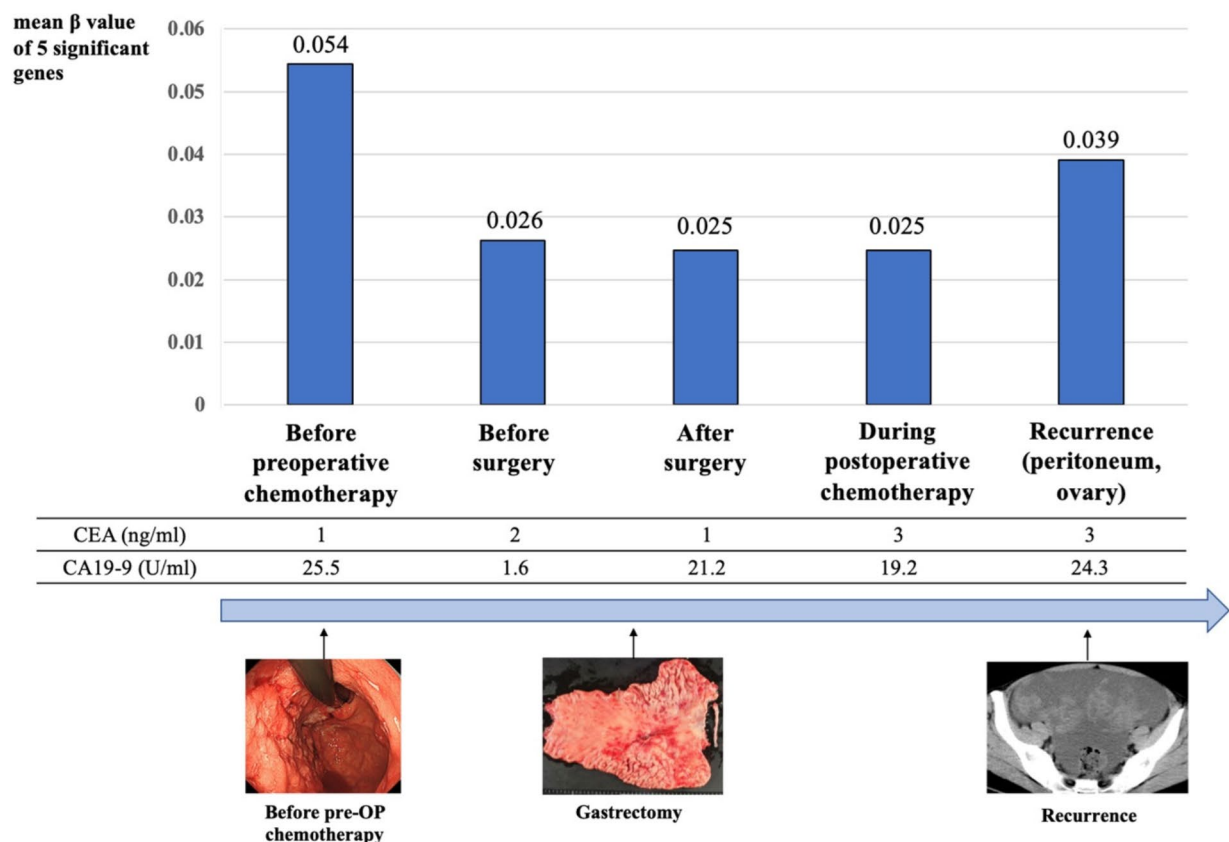 mean β value
of 5 significant
genes
0.06
0.05
0.04
0.03
0.02
0.01
0
0.054
0.026
0.025
0.025
0.039
Before
preoperative
chemotherapy
Before
surgery
After
surgery
During
postoperative
chemotherapy
Recurrence
(peritoneum,
ovary)
CEA (ng/ml) 1 2 1 3 3
CA19-9 (U/ml) 25.5 1.6 21.2 19.2 24.3
Before pre-OP
chemotherapy
Gastrectomy
Recurrence